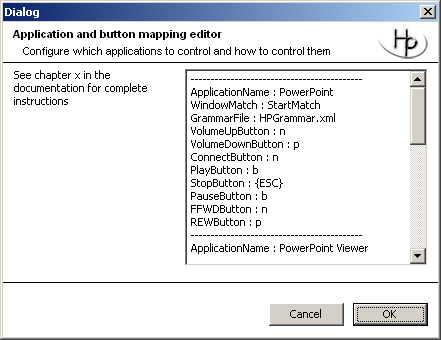 Dialog
Application and button mapping editor
Configure which applications to control and how to control them
Hp
See chapter x in the
documentation for complete
instructions
--------------------------------------------
ApplicationName : PowerPoint
WindowMatch : StartMatch
GrammarFile : HPGrammar.xml
VolumeUpButton : n
VolumeDownButton : p
ConnectButton : n
PlayButton : b
StopButton : {ESC}
PauseButton : b
FFWDButton : n
REWButton : p
--------------------------------------------
ApplicationName : PowerPoint Viewer
Cancel
OK